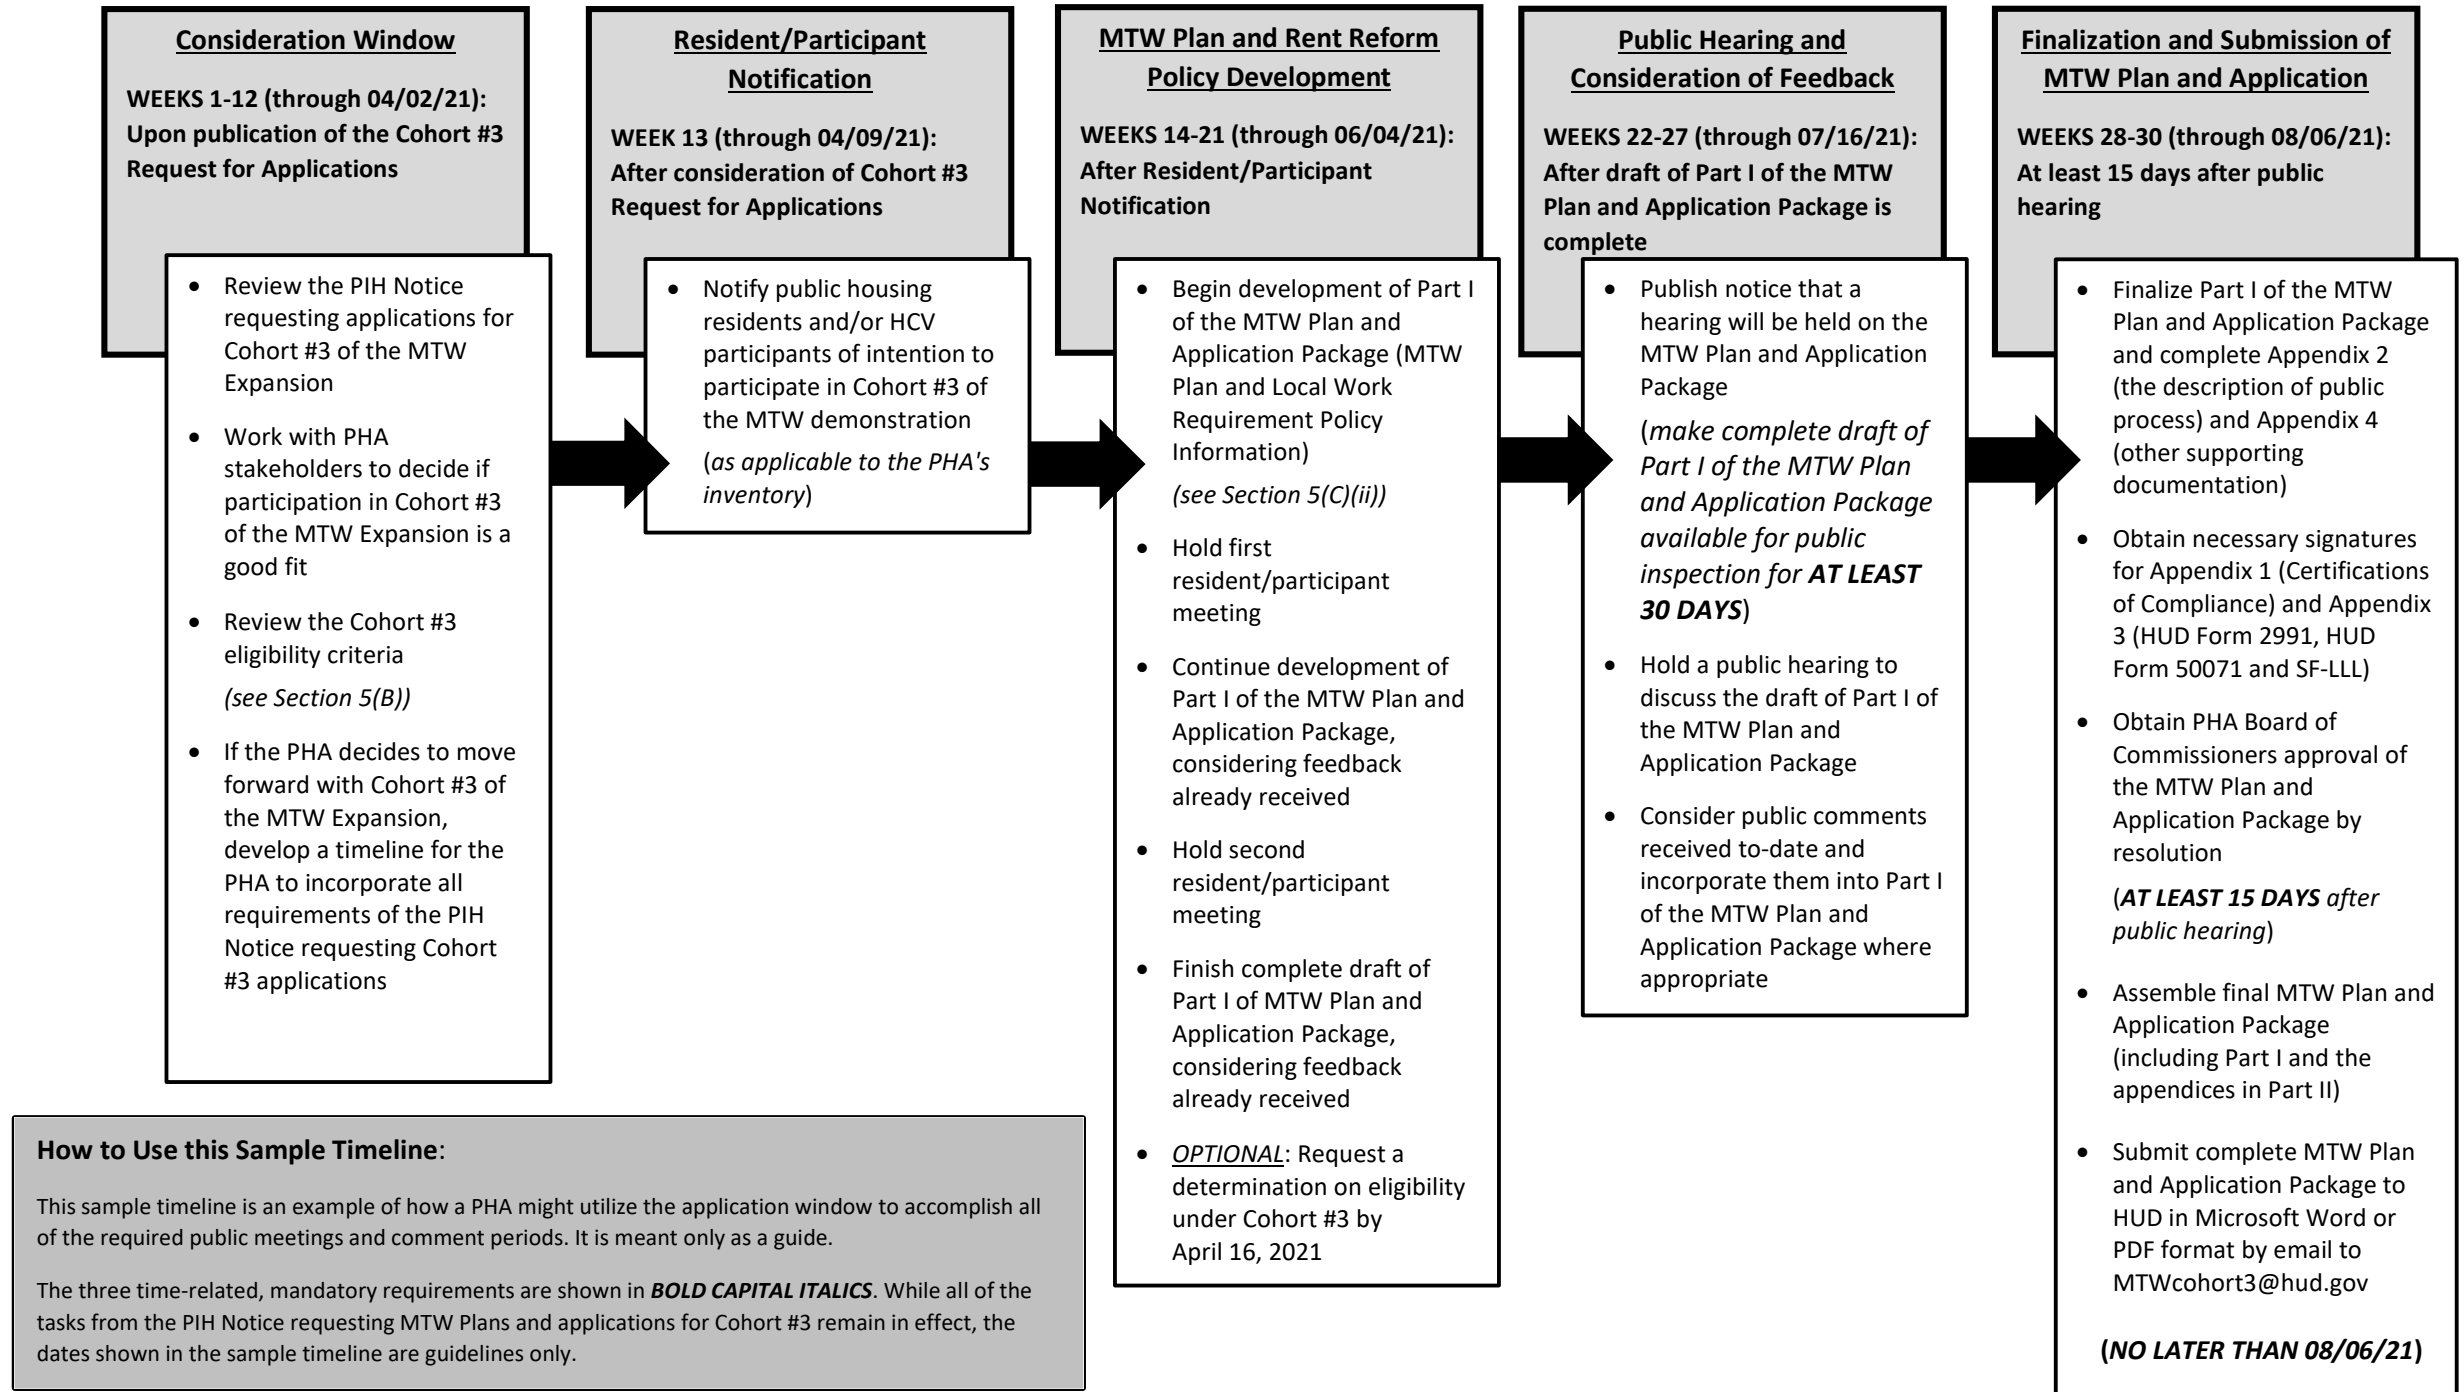 Consideration Window
WEEKS 1-12 (through 04/02/21):
Upon publication of the Cohort #3
Request for Applications
• Review the PIH Notice
requesting applications for
Cohort #3 of the MTW
Expansion
• Work with PHA
stakeholders to decide if
participation in Cohort #3
of the MTW Expansion is a
good fit
• Review the Cohort #3
eligibility criteria
(see Section 5(B))
• If the PHA decides to move
forward with Cohort #3 of
the MTW Expansion,
develop a timeline for the
PHA to incorporate all
requirements of the PIH
Notice requesting Cohort
#3 applications
Resident/Participant
Notification
WEEK 13 (through 04/09/21):
After consideration of Cohort #3
Request for Applications
• Notify public housing
residents and/or HCV
participants of intention to
participate in Cohort #3 of
the MTW demonstration
(as applicable to the PHA's
inventory)
MTW Plan and Rent Reform
Policy Development
WEEKS 14-21 (through 06/04/21):
After Resident/Participant
Notification
• Begin development of Part I
of the MTW Plan and
Application Package (MTW
Plan and Local Work
Requirement Policy
Information)
(see Section 5(C)(ii))
• Hold first
resident/participant
meeting
• Continue development of
Part I of the MTW Plan and
Application Package,
considering feedback
already received
• Hold second
resident/participant
meeting
• Finish complete draft of
Part I of MTW Plan and
Application Package,
considering feedback
already received
• OPTIONAL: Request a
determination on eligibility
under Cohort #3 by
April 16, 2021
Public Hearing and
Consideration of Feedback
WEEKS 22-27 (through 07/16/21):
After draft of Part I of the MTW
Plan and Application Package is
complete
• Publish notice that a
hearing will be held on the
MTW Plan and Application
Package
(make complete draft of
Part I of the MTW Plan
and Application Package
available for public
inspection for AT LEAST
30 DAYS)
• Hold a public hearing to
discuss the draft of Part I of
the MTW Plan and
Application Package
• Consider public comments
received to-date and
incorporate them into Part I
of the MTW Plan and
Application Package where
appropriate
Finalization and Submission of
MTW Plan and Application
WEEKS 28-30 (through 08/06/21):
At least 15 days after public
hearing
• Finalize Part I of the MTW
Plan and Application Package
and complete Appendix 2
(the description of public
process) and Appendix 4
(other supporting
documentation)
• Obtain necessary signatures
for Appendix 1 (Certifications
of Compliance) and Appendix
3 (HUD Form 2991, HUD
Form 50071 and SF-LLL)
• Obtain PHA Board of
Commissioners approval of
the MTW Plan and
Application Package by
resolution
(AT LEAST 15 DAYS after
public hearing)
• Assemble final MTW Plan and
Application Package
(including Part I and the
appendices in Part II)
• Submit complete MTW Plan
and Application Package to
HUD in Microsoft Word or
PDF format by email to
MTWcohort3@hud.gov
(NO LATER THAN 08/06/21)
How to Use this Sample Timeline:
This sample timeline is an example of how a PHA might utilize the application window to accomplish all
of the required public meetings and comment periods. It is meant only as a guide.
The three time-related, mandatory requirements are shown in BOLD CAPITAL ITALICS. While all of the
tasks from the PIH Notice requesting MTW Plans and applications for Cohort #3 remain in effect, the
dates shown in the sample timeline are guidelines only.